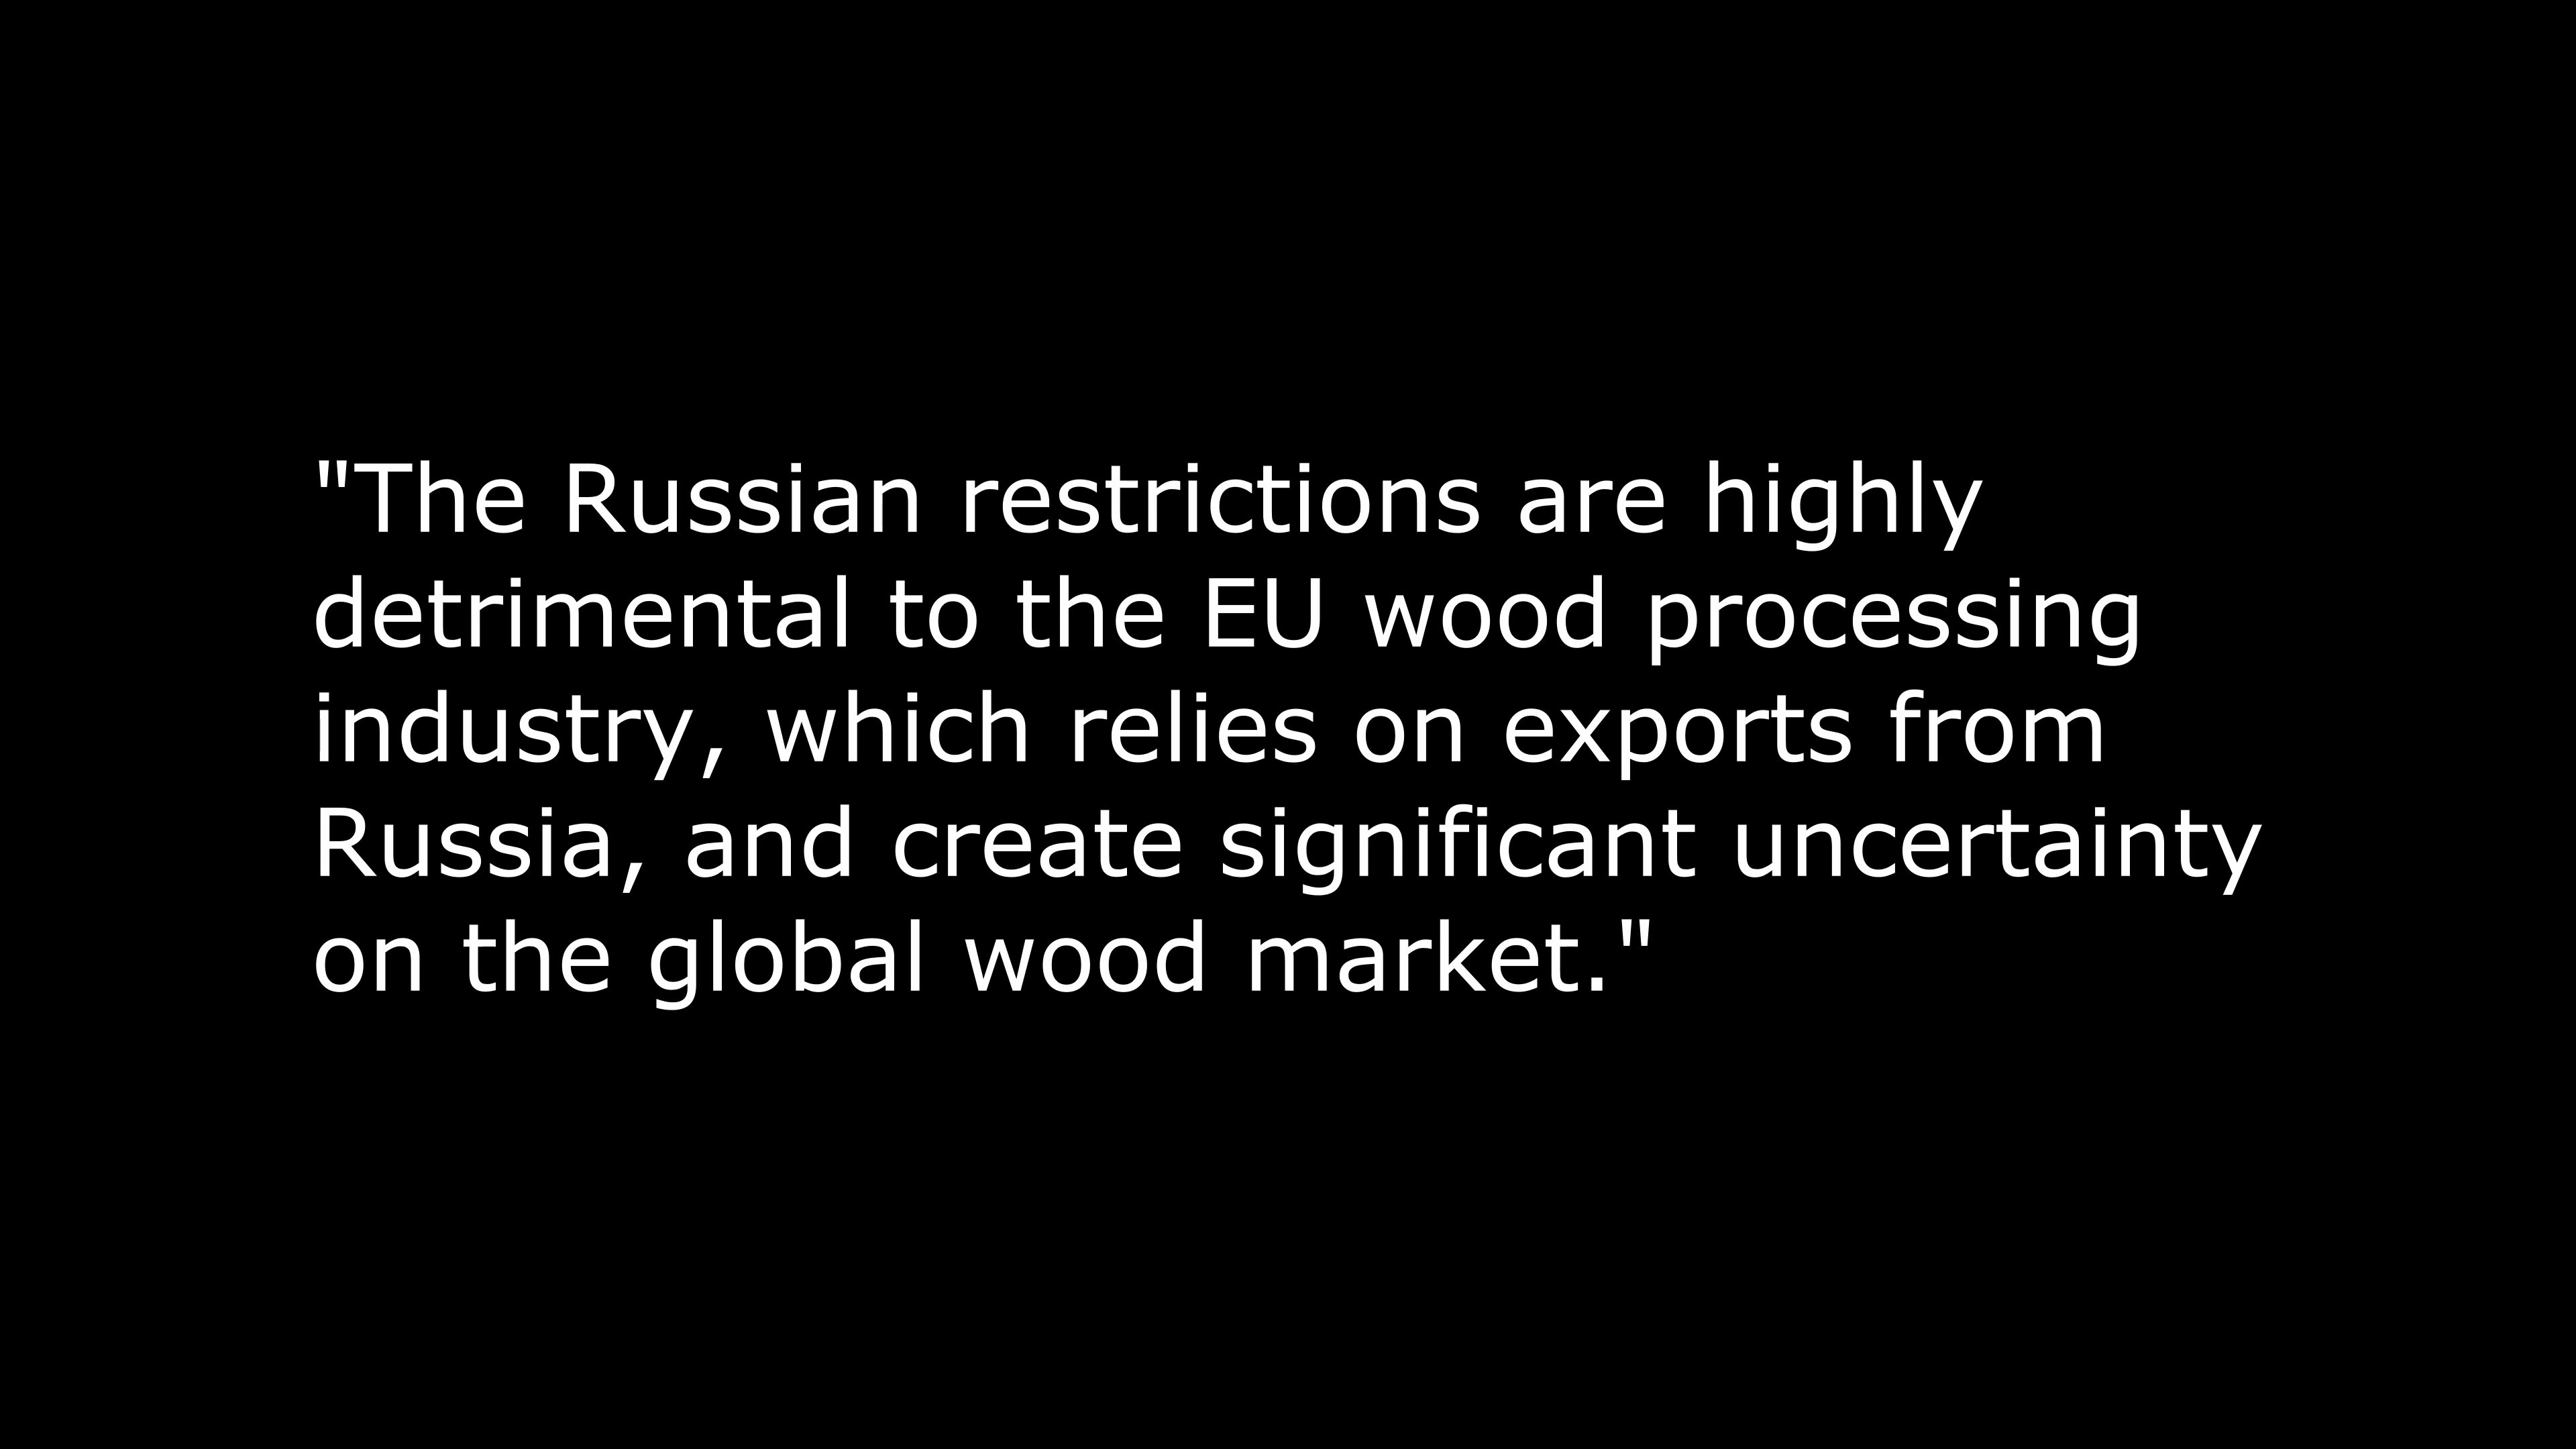 "The Russian restrictions are highly
detrimental to the EU wood processing
industry, which relies on exports from
Russia, and create significant uncertainty
on the global wood market."